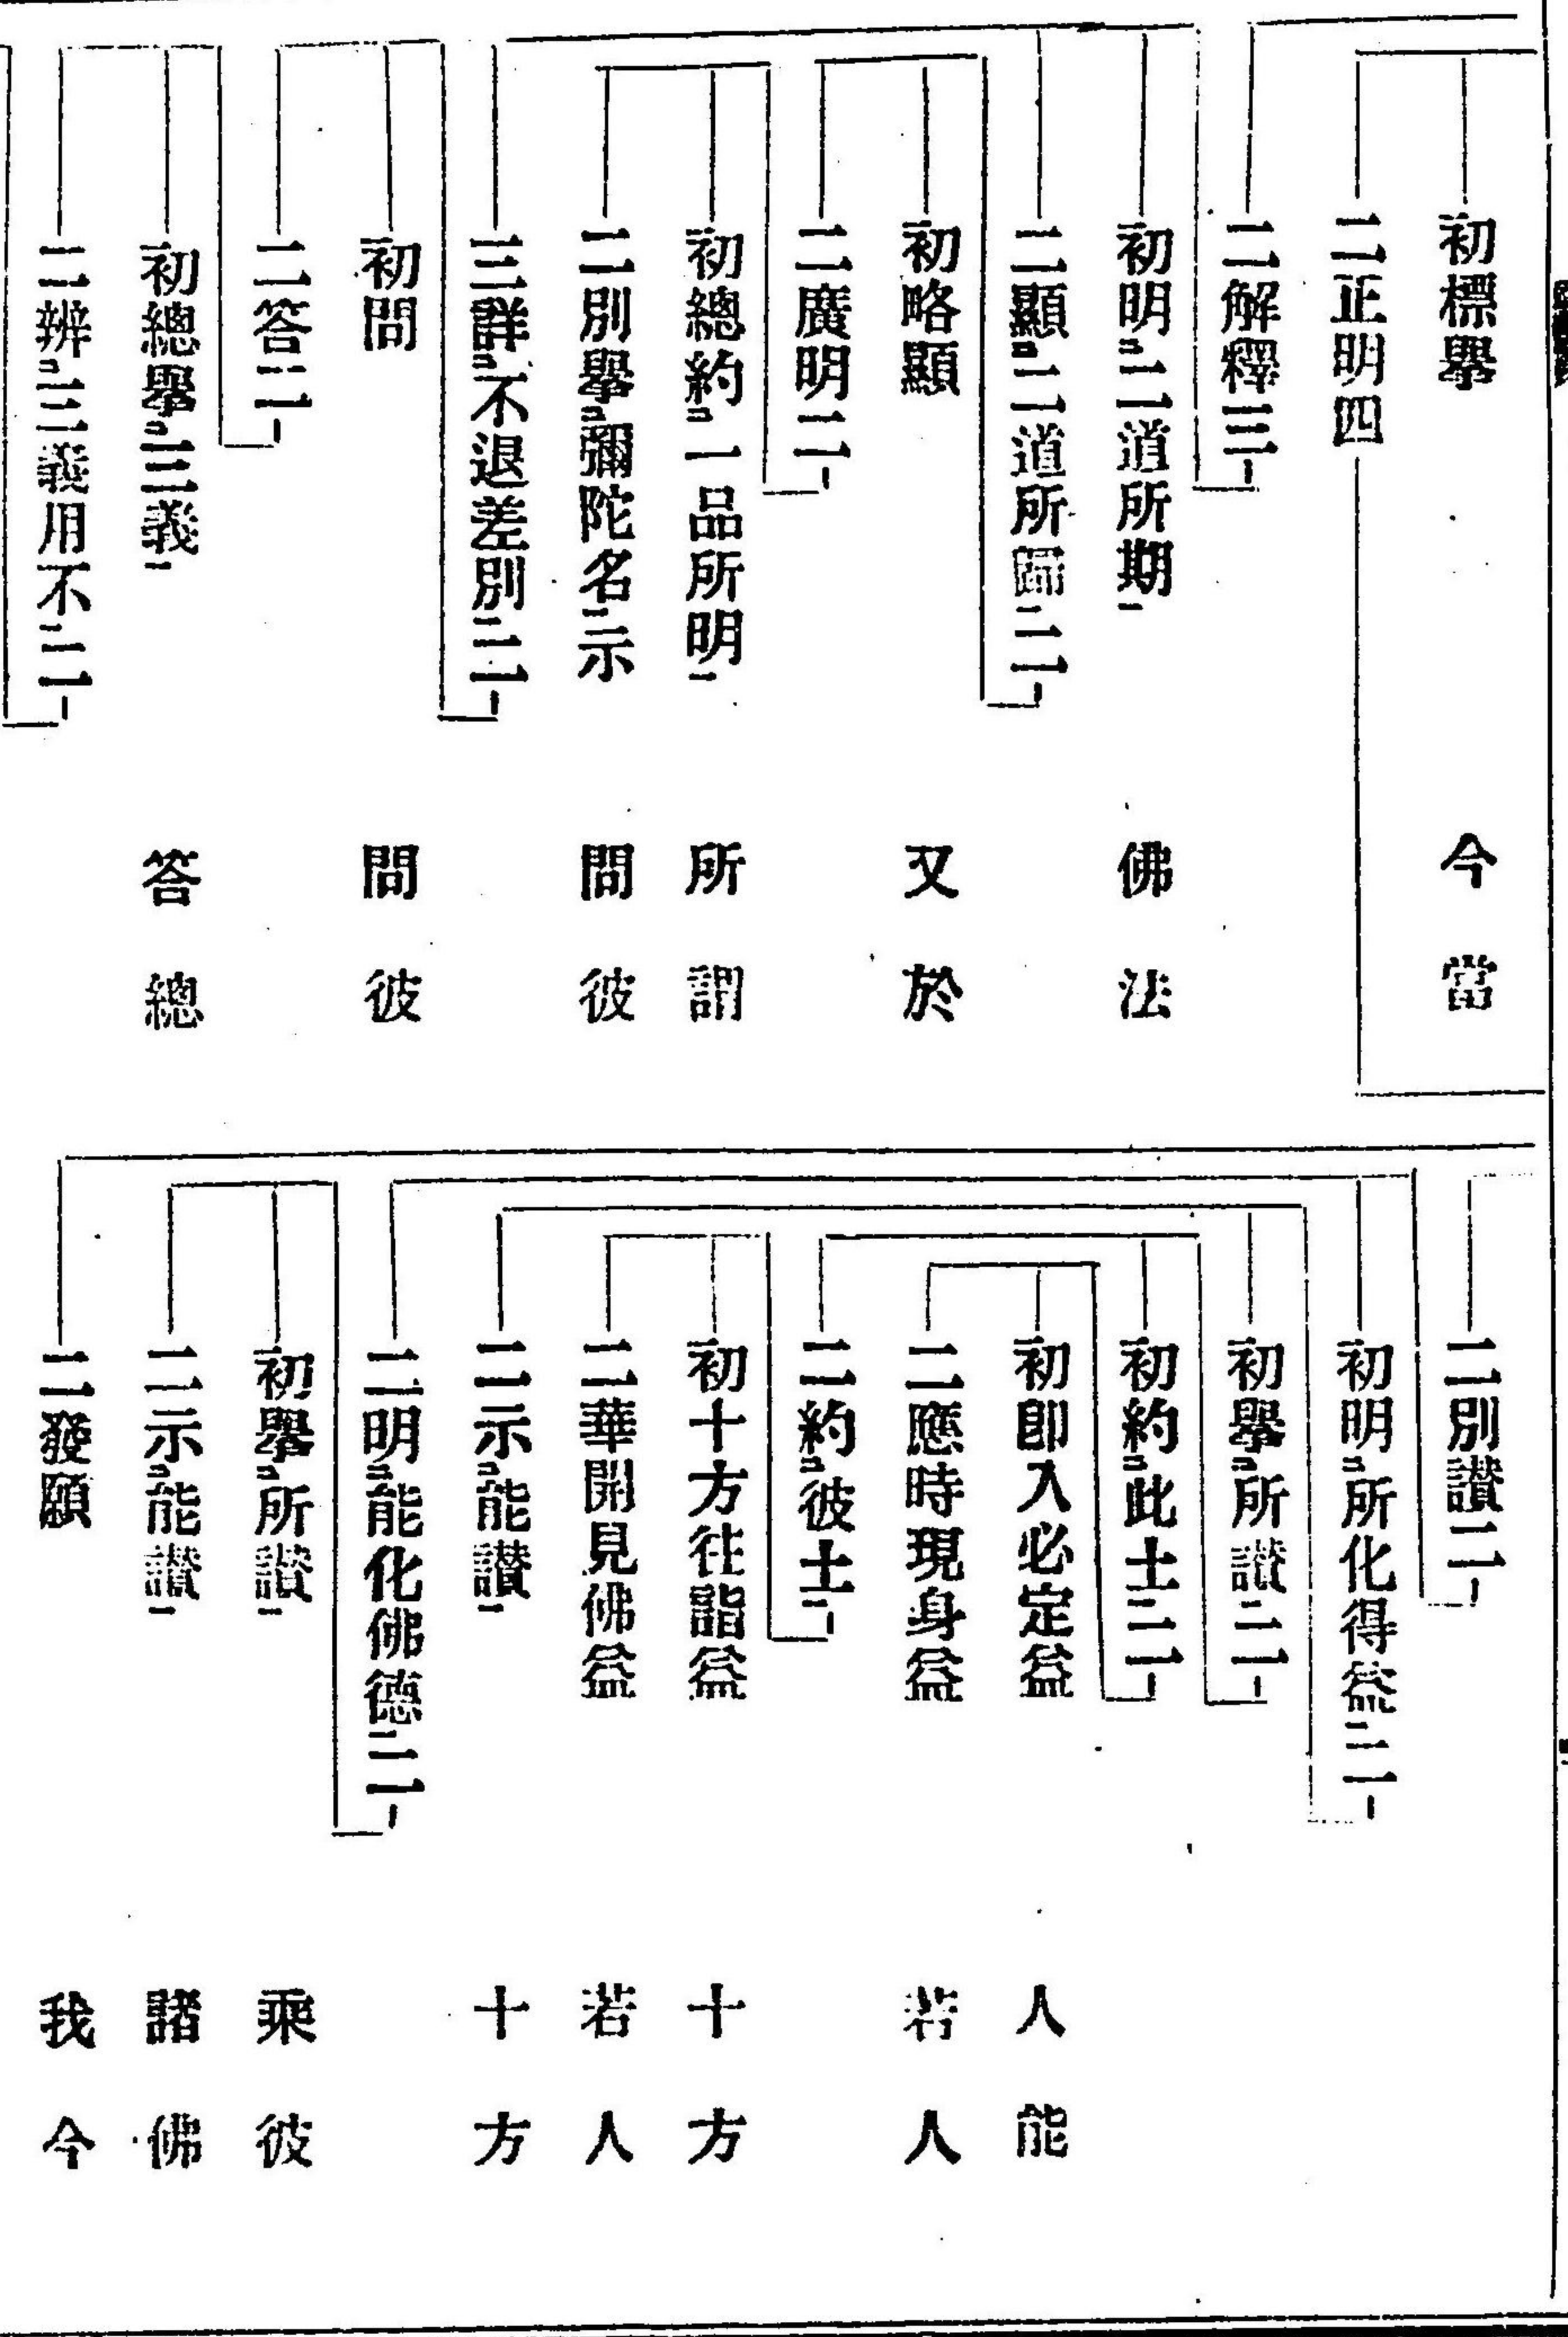 初標擧　今當
二正明四
二解釋三
初明二道所期　佛法
二顯二道所歸二
初略顯　又於
二廣明二
初總約一品所明　所謂
二別擧彌陀名示　問彼
三詳不退差別二
初問　問彼
二答二
初總擧三義　答總
二辨三義用不二
二別讃二
初明所化得益二
初擧所讃二
初約此土二
初卽入必定益　人能
二應時現身益　若人
二約彼土二
初十方往詣益　十方
二華開見佛益　若人
二示能讃　十方
二明能化佛德二
初擧所讃　乘彼
二示能讃　諸佛
二發願　我今